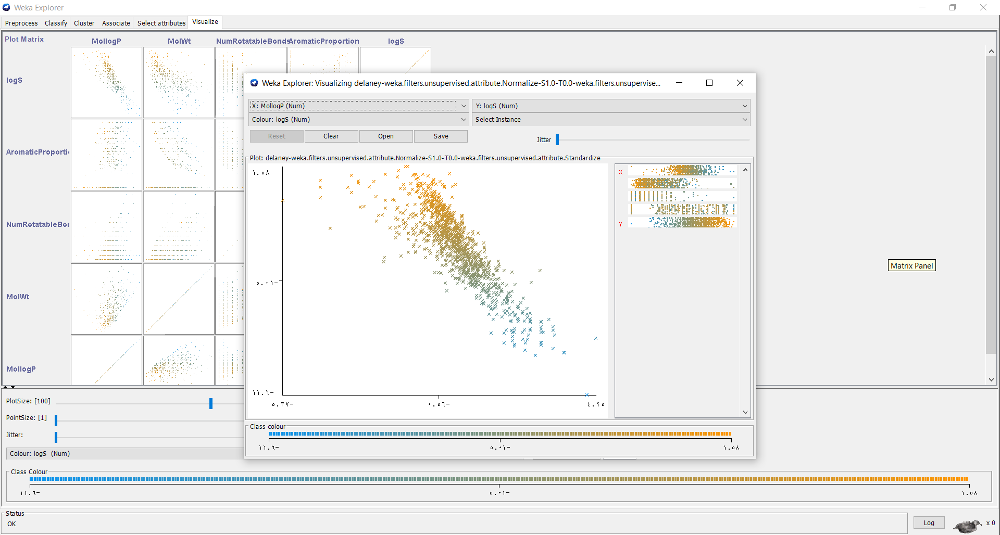 Weka Explorer
Preprocess Classify Cluster Associate Select attributes Visualize
Plot Matrix MollogP MolWt NumRotatableBonds AromaticProportion logS
logS
AromaticProportio
NumRotatableBor
MolWt
MollogP
Weka Explorer: Visualizing delaney-weka.filters.unsupervised.attribute.Normalize-S1.0-T0.0-weka.filters.unsupervise...
X: MollogP (Num) Y: logS (Num)
Colour: logS (Num) Select Instance
Reset Clear Open Save Jitter
Plot: delaney-weka.filters.unsupervised.attribute.Normalize-S1.0-T0.0-weka.filters.unsupervised.attribute.Standardize
١.٥٨
٥.٠١-
١١.٦-
٥.٣٧- ٠.٥٦- ٤.٢٥
X
Y
Class colour
١١.٦- ٥.٠١- ١.٥٨
Matrix Panel
PlotSize: [100]
PointSize: [1]
Jitter:
Colour: logS (Num)
Class Colour
١١.٦- ٥.٠١- ١.٥٨
Status
OK
Log x 0